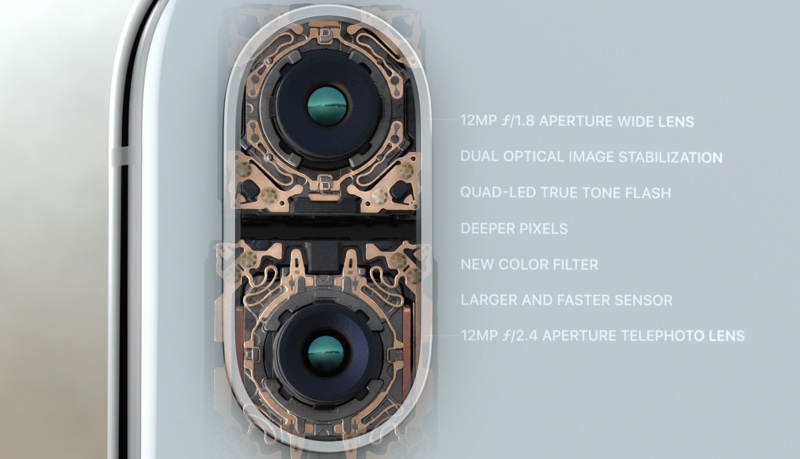 12MP ƒ/1.8 APERTURE WIDE LENS
DUAL OPTICAL IMAGE STABILIZATION
QUAD-LED TRUE TONE FLASH
DEEPER PIXELS
NEW COLOR FILTER
LARGER AND FASTER SENSOR
12MP ƒ/2.4 APERTURE TELEPHOTO LENS